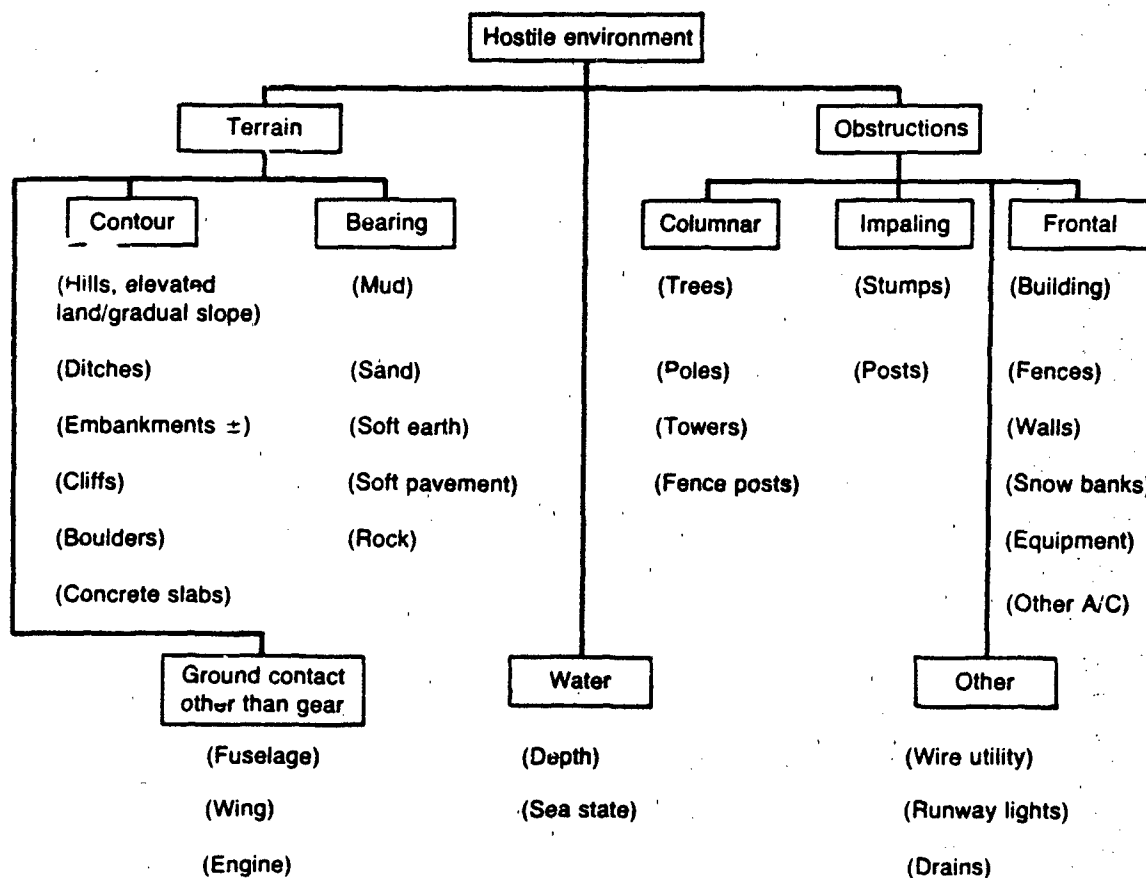 Hostile environment
Terrain
Obstructions
Contour
Bearing
Columnar
Impaling
Frontal
(Hills, elevated
land/gradual slope)
(Ditches)
(Embankments ±)
(Cliffs)
(Boulders)
(Concrete slabs)
(Mud)
(Sand)
(Soft earth)
(Soft pavement)
(Rock)
(Trees)
(Poles)
(Towers)
(Fence posts)
(Stumps)
(Posts)
(Building)
(Fences)
(Walls)
(Snow banks)
(Equipment)
(Other A/C)
Ground contact
other than gear
(Fuselage)
(Wing)
(Engine)
Water
(Depth)
(Sea state)
Other
(Wire utility)
(Runway lights)
(Drains)